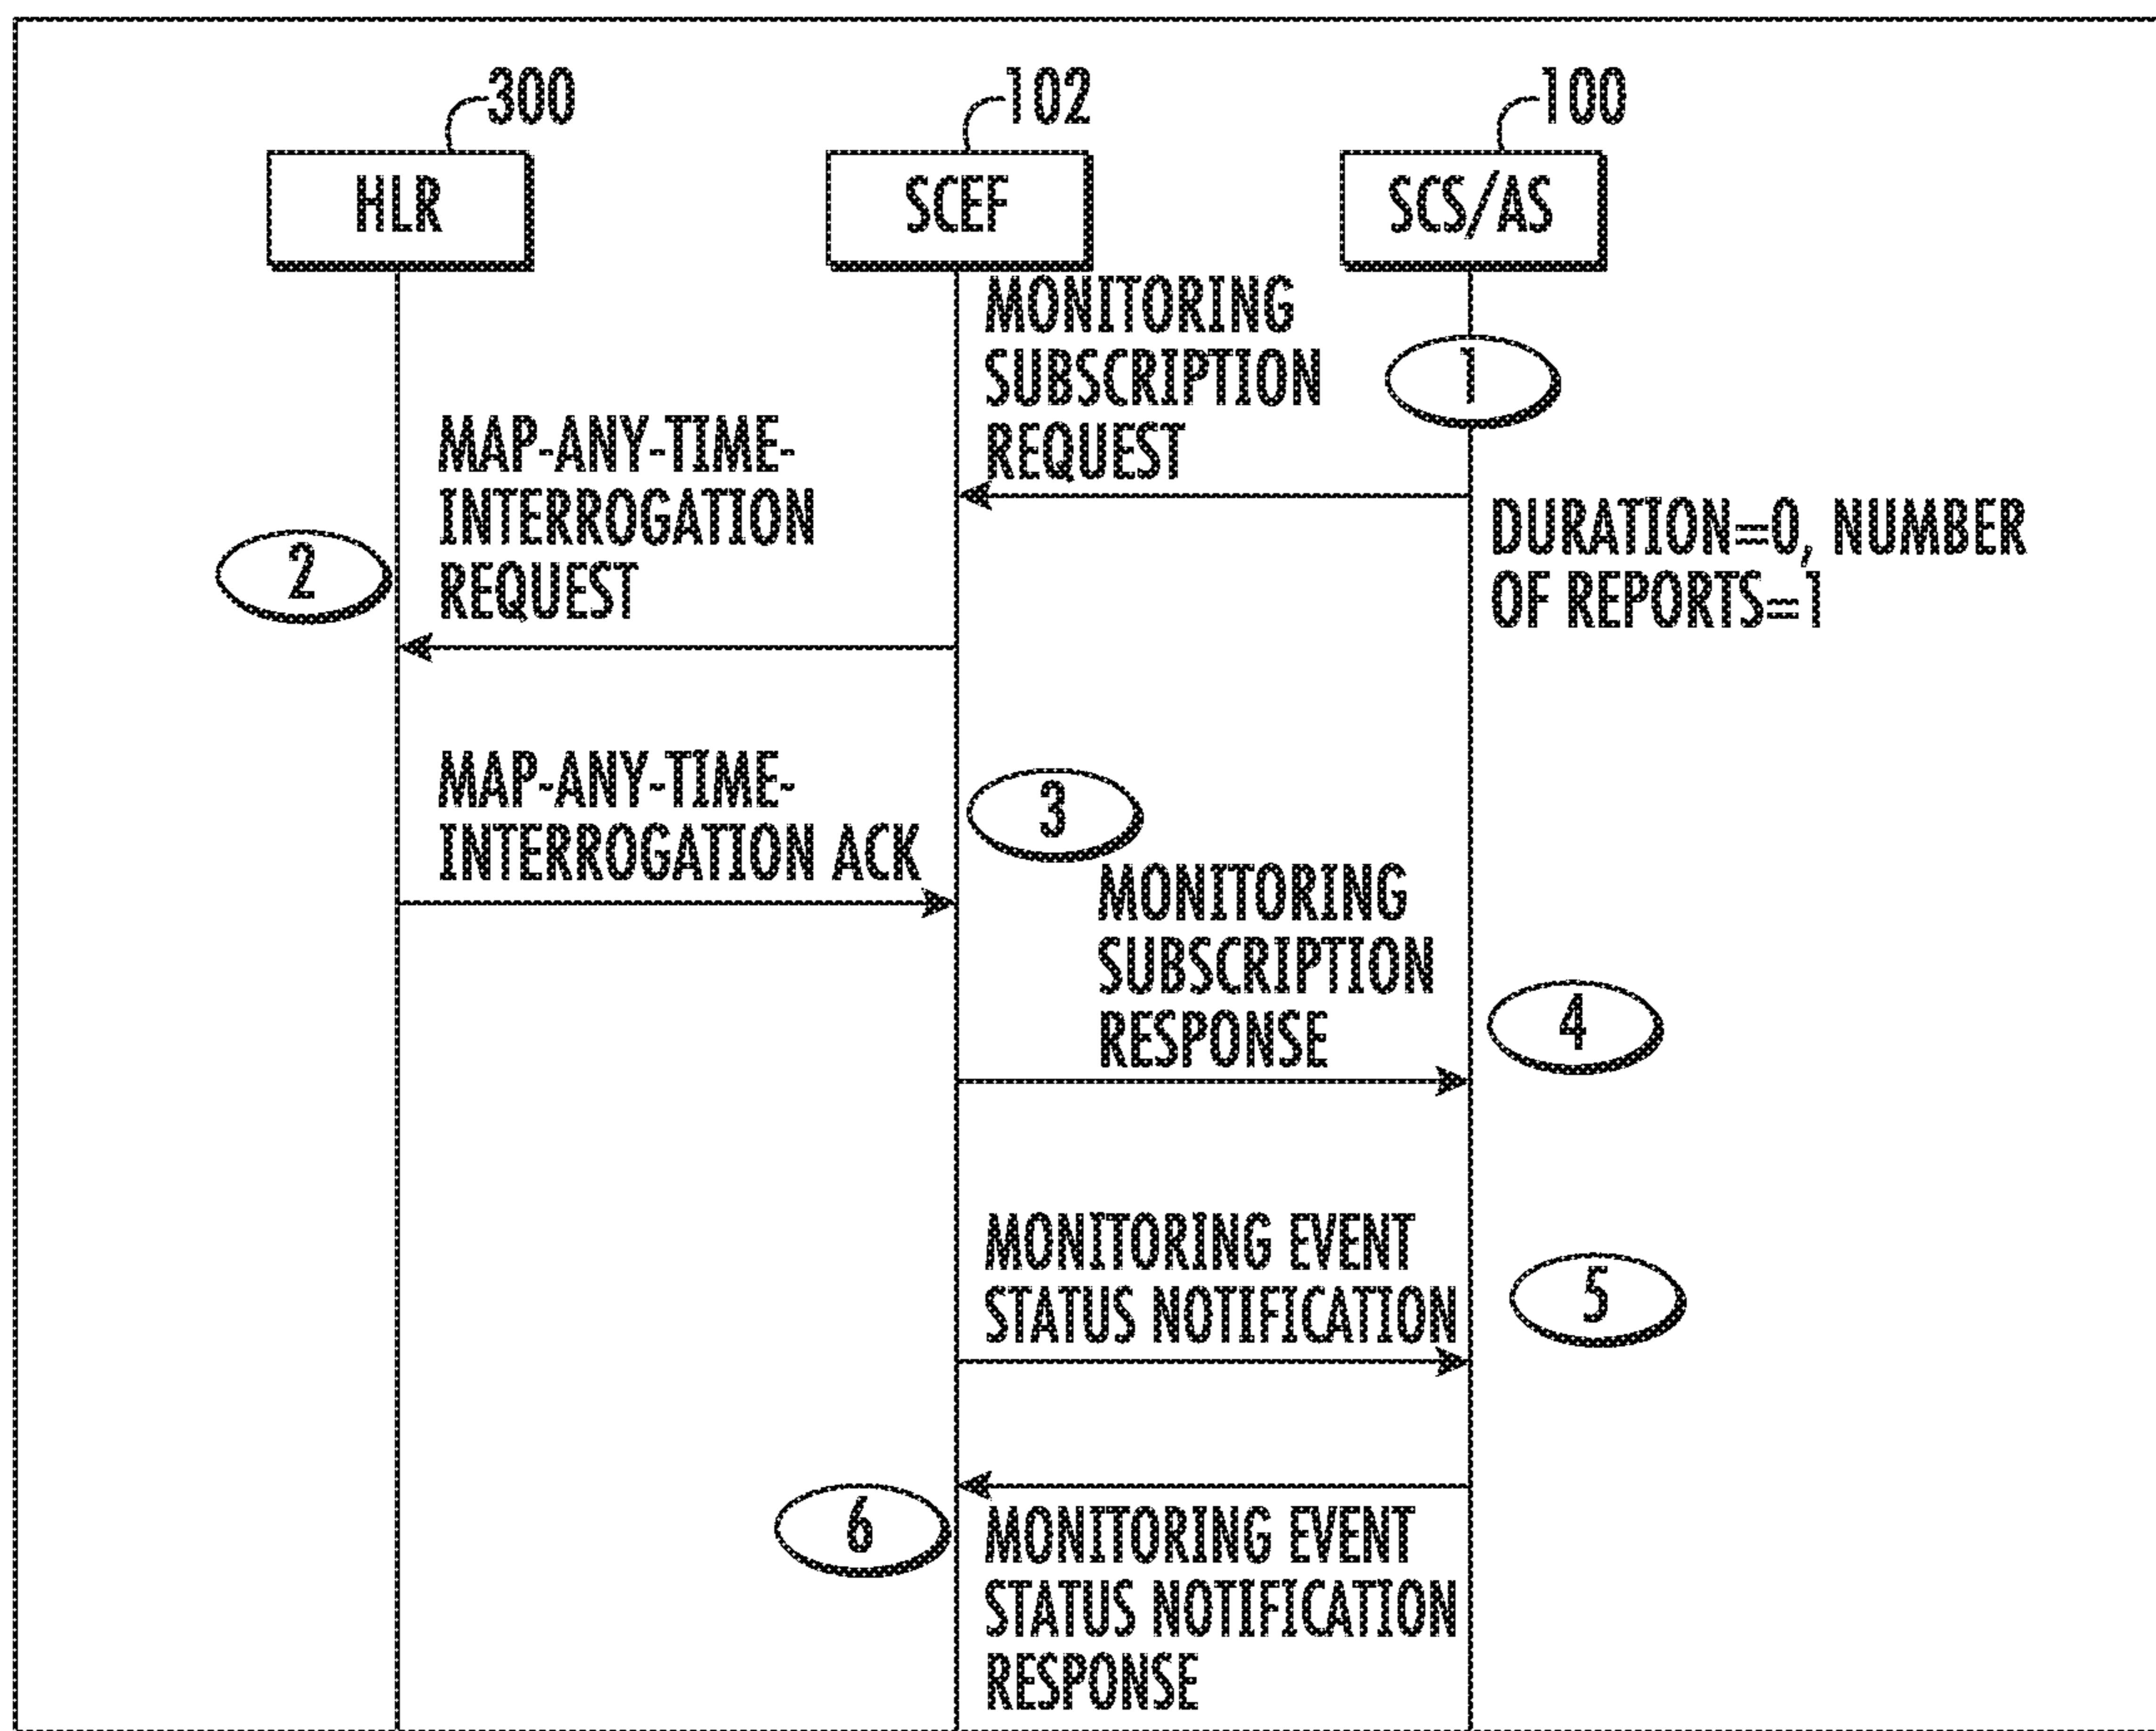 300
102
100
HLR
SCEF
SCS/AS
MONITORING
SUBSCRIPTION
REQUEST
1
MAP-ANY-TIME-
INTERROGATION
REQUEST
2
DURATION=0, NUMBER
OF REPORTS=1
MAP-ANY-TIME-
INTERROGATION ACK
3
MONITORING
SUBSCRIPTION
RESPONSE
4
MONITORING EVENT
STATUS NOTIFICATION
5
6
MONITORING EVENT
STATUS NOTIFICATION
RESPONSE